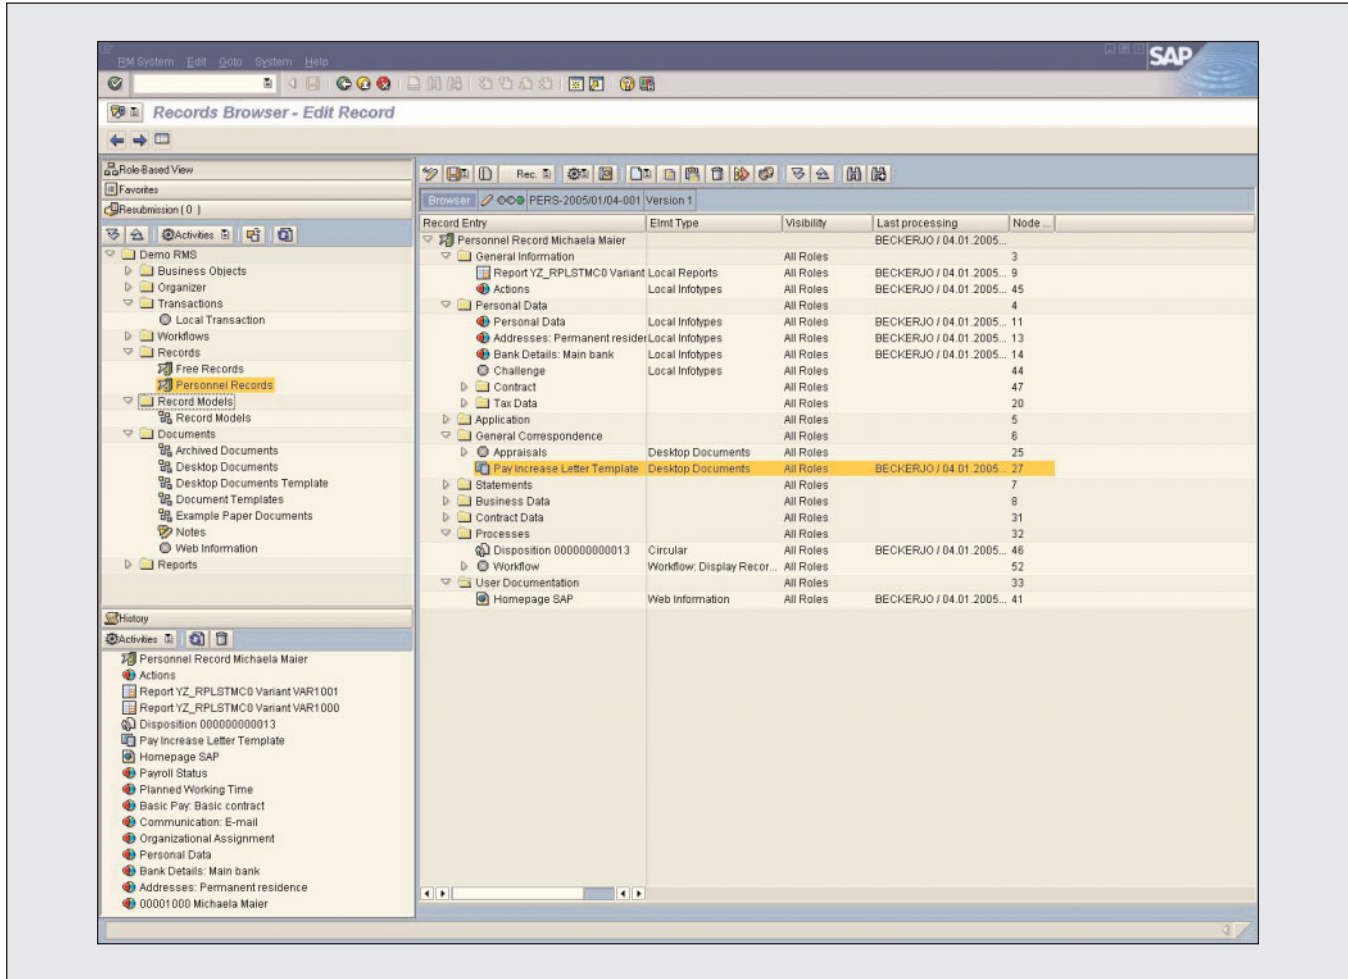 RM System Edit Goto System Help
SAP
Records Browser - Edit Record
Role-Based View
Favorites
Resubmission ( 0 )
Activities
Demo RMS
Business Objects
Organizer
Transactions
Local Transaction
Workflows
Records
Free Records
Personnel Records
Record Models
Record Models
Documents
Archived Documents
Desktop Documents
Desktop Documents Template
Document Templates
Example Paper Documents
Notes
Web Information
Reports
History
Activities
Personnel Record Michaela Maier
Actions
Report YZ_RPLSTMC0 Variant VAR1001
Report YZ_RPLSTMC0 Variant VAR1000
Disposition 000000000013
Pay Increase Letter Template
Homepage SAP
Payroll Status
Planned Working Time
Basic Pay: Basic contract
Communication: E-mail
Organizational Assignment
Personal Data
Bank Details: Main bank
Addresses: Permanent residence
00001000 Michaela Maier
Rec.
Browser PERS-2005/01/04-001 Version 1
Record Entry Elmt Type Visibility Last processing Node ...
Personnel Record Michaela Maier BECKERJO / 04.01.2005...
General Information All Roles 3
Report YZ_RPLSTMC0 Variant Local Reports All Roles BECKERJO / 04.01.2005... 9
Actions Local Infotypes All Roles BECKERJO / 04.01.2005... 45
Personal Data All Roles 4
Personal Data Local Infotypes All Roles BECKERJO / 04.01.2005... 11
Addresses: Permanent resider Local Infotypes All Roles BECKERJO / 04.01.2005... 13
Bank Details: Main bank Local Infotypes All Roles BECKERJO / 04.01.2005... 14
Challenge Local Infotypes All Roles 44
Contract All Roles 47
Tax Data All Roles 20
Application All Roles 5
General Correspondence All Roles 6
Appraisals Desktop Documents All Roles 25
Pay Increase Letter Template Desktop Documents All Roles BECKERJO / 04.01.2005... 27
Statements All Roles 7
Business Data All Roles 8
Contract Data All Roles 31
Processes All Roles 32
Disposition 000000000013 Circular All Roles BECKERJO / 04.01.2005... 46
Workflow Workflow: Display Recor... All Roles 52
User Documentation All Roles 33
Homepage SAP Web Information All Roles BECKERJO / 04.01.2005... 41